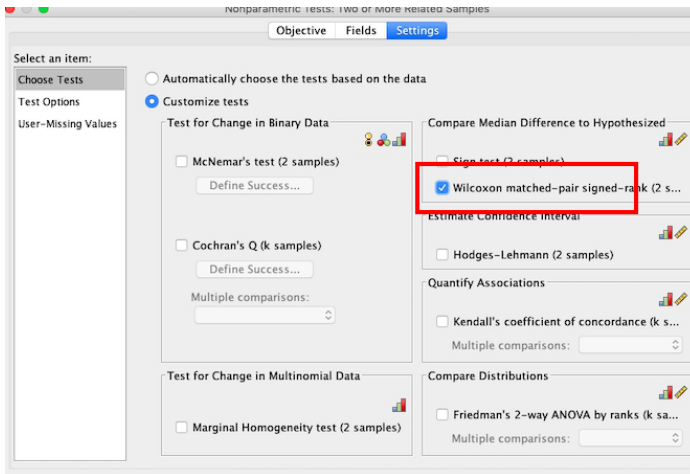 Nonparametric Tests: Two or More Related Samples
Objective Fields Settings
Select an item:
Choose Tests
Test Options
User-Missing Values
Automatically choose the tests based on the data
Customize tests
Test for Change in Binary Data
McNemar's test (2 samples)
Define Success...
Cochran's Q (k samples)
Define Success...
Multiple comparisons:
Test for Change in Multinomial Data
Marginal Homogeneity test (2 samples)
Compare Median Difference to Hypothesized
Sign test (2 samples)
Wilcoxon matched-pair signed-rank (2 s...
Estimate Confidence Interval
Hodges-Lehmann (2 samples)
Quantify Associations
Kendall's coefficient of concordance (k s...
Multiple comparisons:
Compare Distributions
Friedman's 2-way ANOVA by ranks (k sa...
Multiple comparisons: